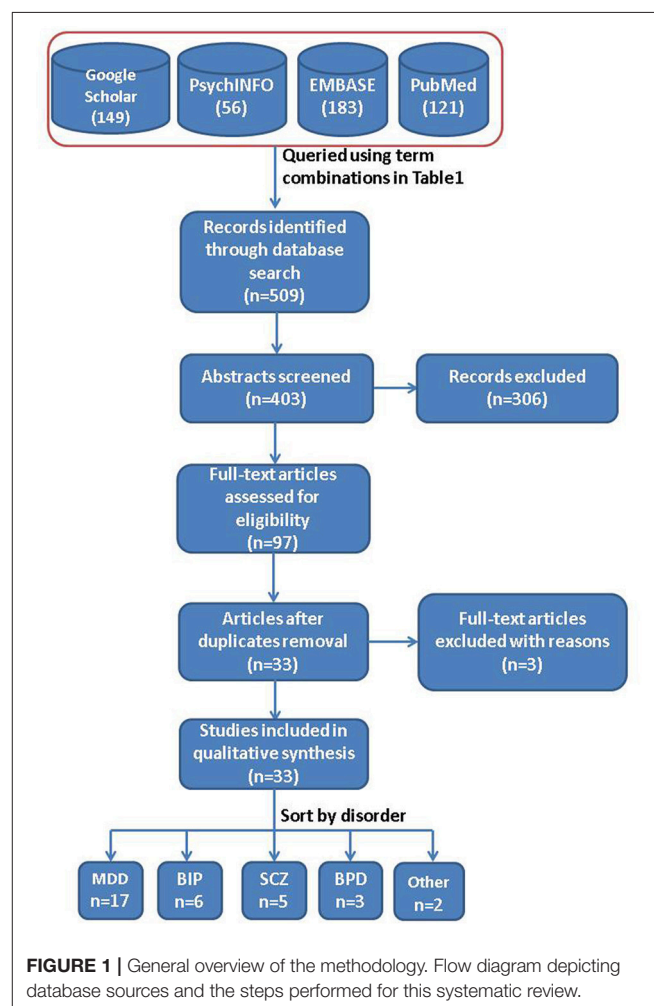 Google
Scholar
(149)
PsychINFO
(56)
EMBASE
(183)
PubMed
(121)
Queried using term
combinations in Table1
Records identified
through database
search
(n=509)
Abstracts screened
(n=403)
Records excluded
(n=306)
Full-text articles
assessed for
eligibility
(n=97)
Articles after
duplicates removal
(n=33)
Full-text articles
excluded with reasons
(n=3)
Studies included in
qualitative synthesis
(n=33)
Sort by disorder
MDD
n=17
BIP
n=6
SCZ
n=5
BPD
n=3
Other
n=2
FIGURE 1 | General overview of the methodology. Flow diagram depicting
database sources and the steps performed for this systematic review.